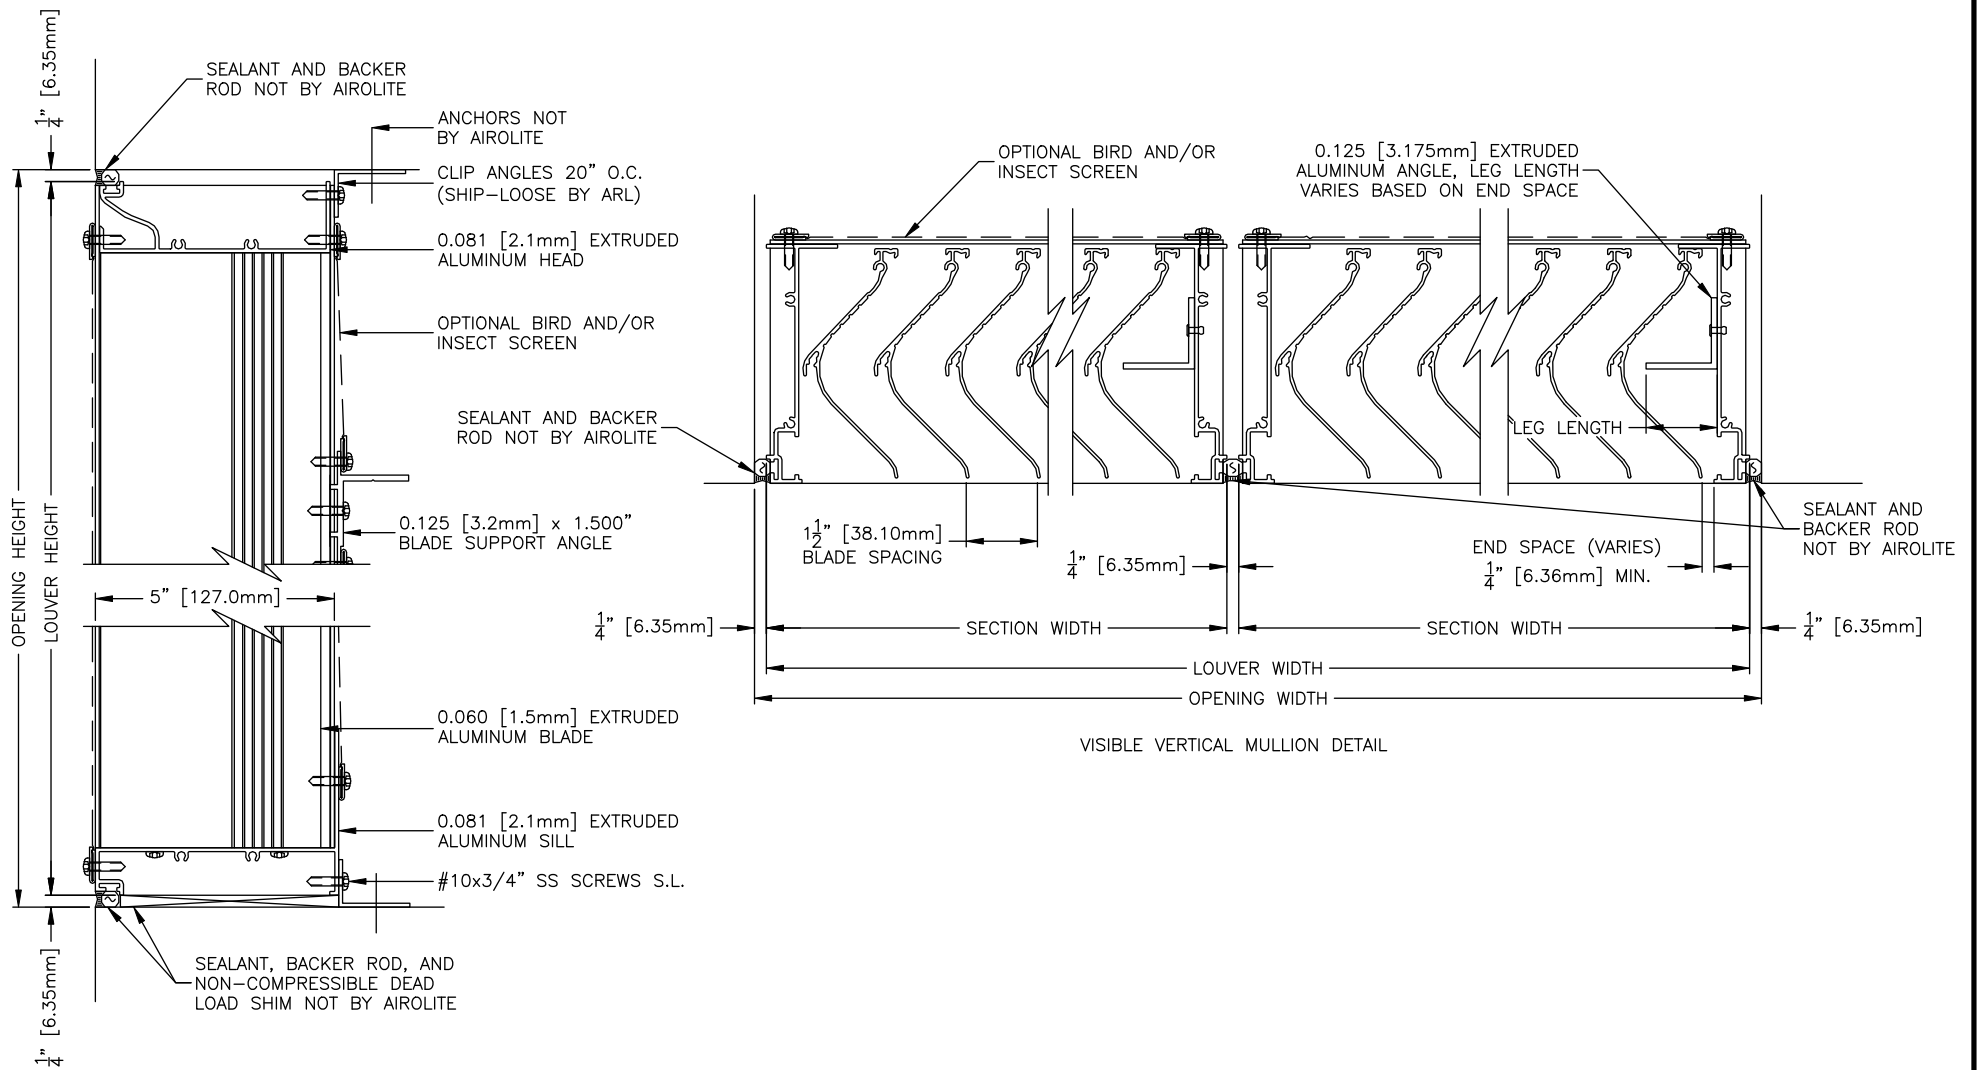 1/4" [6.35mm]
SEALANT AND BACKER
ROD NOT BY AIROLITE
ANCHORS NOT
BY AIROLITE
CLIP ANGLES 20" O.C.
(SHIP-LOOSE BY ARL)
0.081 [2.1mm] EXTRUDED
ALUMINUM HEAD
OPTIONAL BIRD AND/OR
INSECT SCREEN
0.125 [3.2mm] x 1.500"
BLADE SUPPORT ANGLE
OPENING HEIGHT
LOUVER HEIGHT
5" [127.0mm]
0.060 [1.5mm] EXTRUDED
ALUMINUM BLADE
0.081 [2.1mm] EXTRUDED
ALUMINUM SILL
#10x3/4" SS SCREWS S.L.
SEALANT, BACKER ROD, AND
NON-COMPRESSIBLE DEAD
LOAD SHIM NOT BY AIROLITE
1/4" [6.35mm]
OPTIONAL BIRD AND/OR
INSECT SCREEN
0.125 [3.175mm] EXTRUDED
ALUMINUM ANGLE, LEG LENGTH
VARIES BASED ON END SPACE
SEALANT AND BACKER
ROD NOT BY AIROLITE
LEG LENGTH
SEALANT AND
BACKER ROD
NOT BY AIROLITE
1 1/2" [38.10mm]
BLADE SPACING
1/4" [6.35mm]
END SPACE (VARIES)
1/4" [6.36mm] MIN.
1/4" [6.35mm]
SECTION WIDTH
SECTION WIDTH
1/4" [6.35mm]
LOUVER WIDTH
OPENING WIDTH
VISIBLE VERTICAL MULLION DETAIL